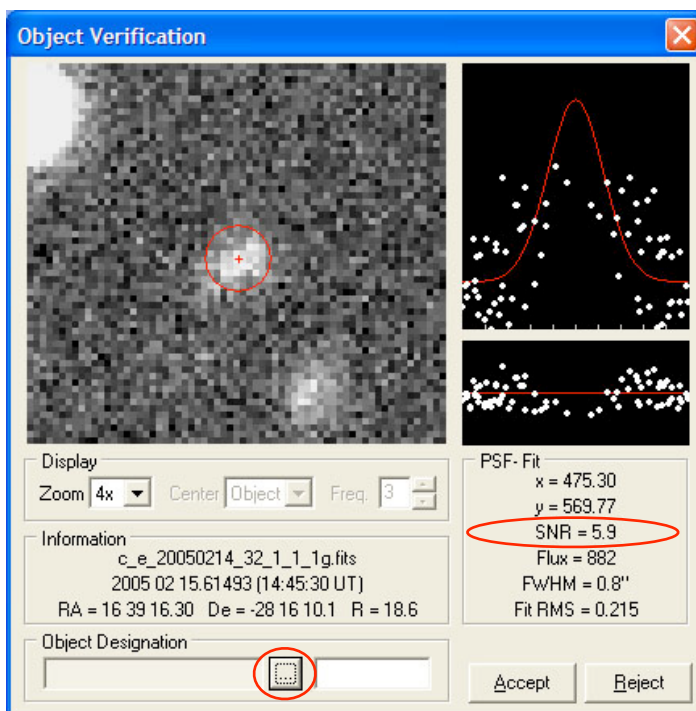 Object Verification
Display
Zoom 4x Center Object Freq. 3
Information
c_e_20050214_32_1_1_1g.fits
2005 02 15.61493 (14:45:30 UT)
RA = 16 39 16.30 De = -28 16 10.1 R = 18.6
Object Designation
...
PSF- Fit
x = 475.30
y = 569.77
SNR = 5.9
Flux = 882
FWHM = 0.8"
Fit RMS = 0.215
Accept Reject